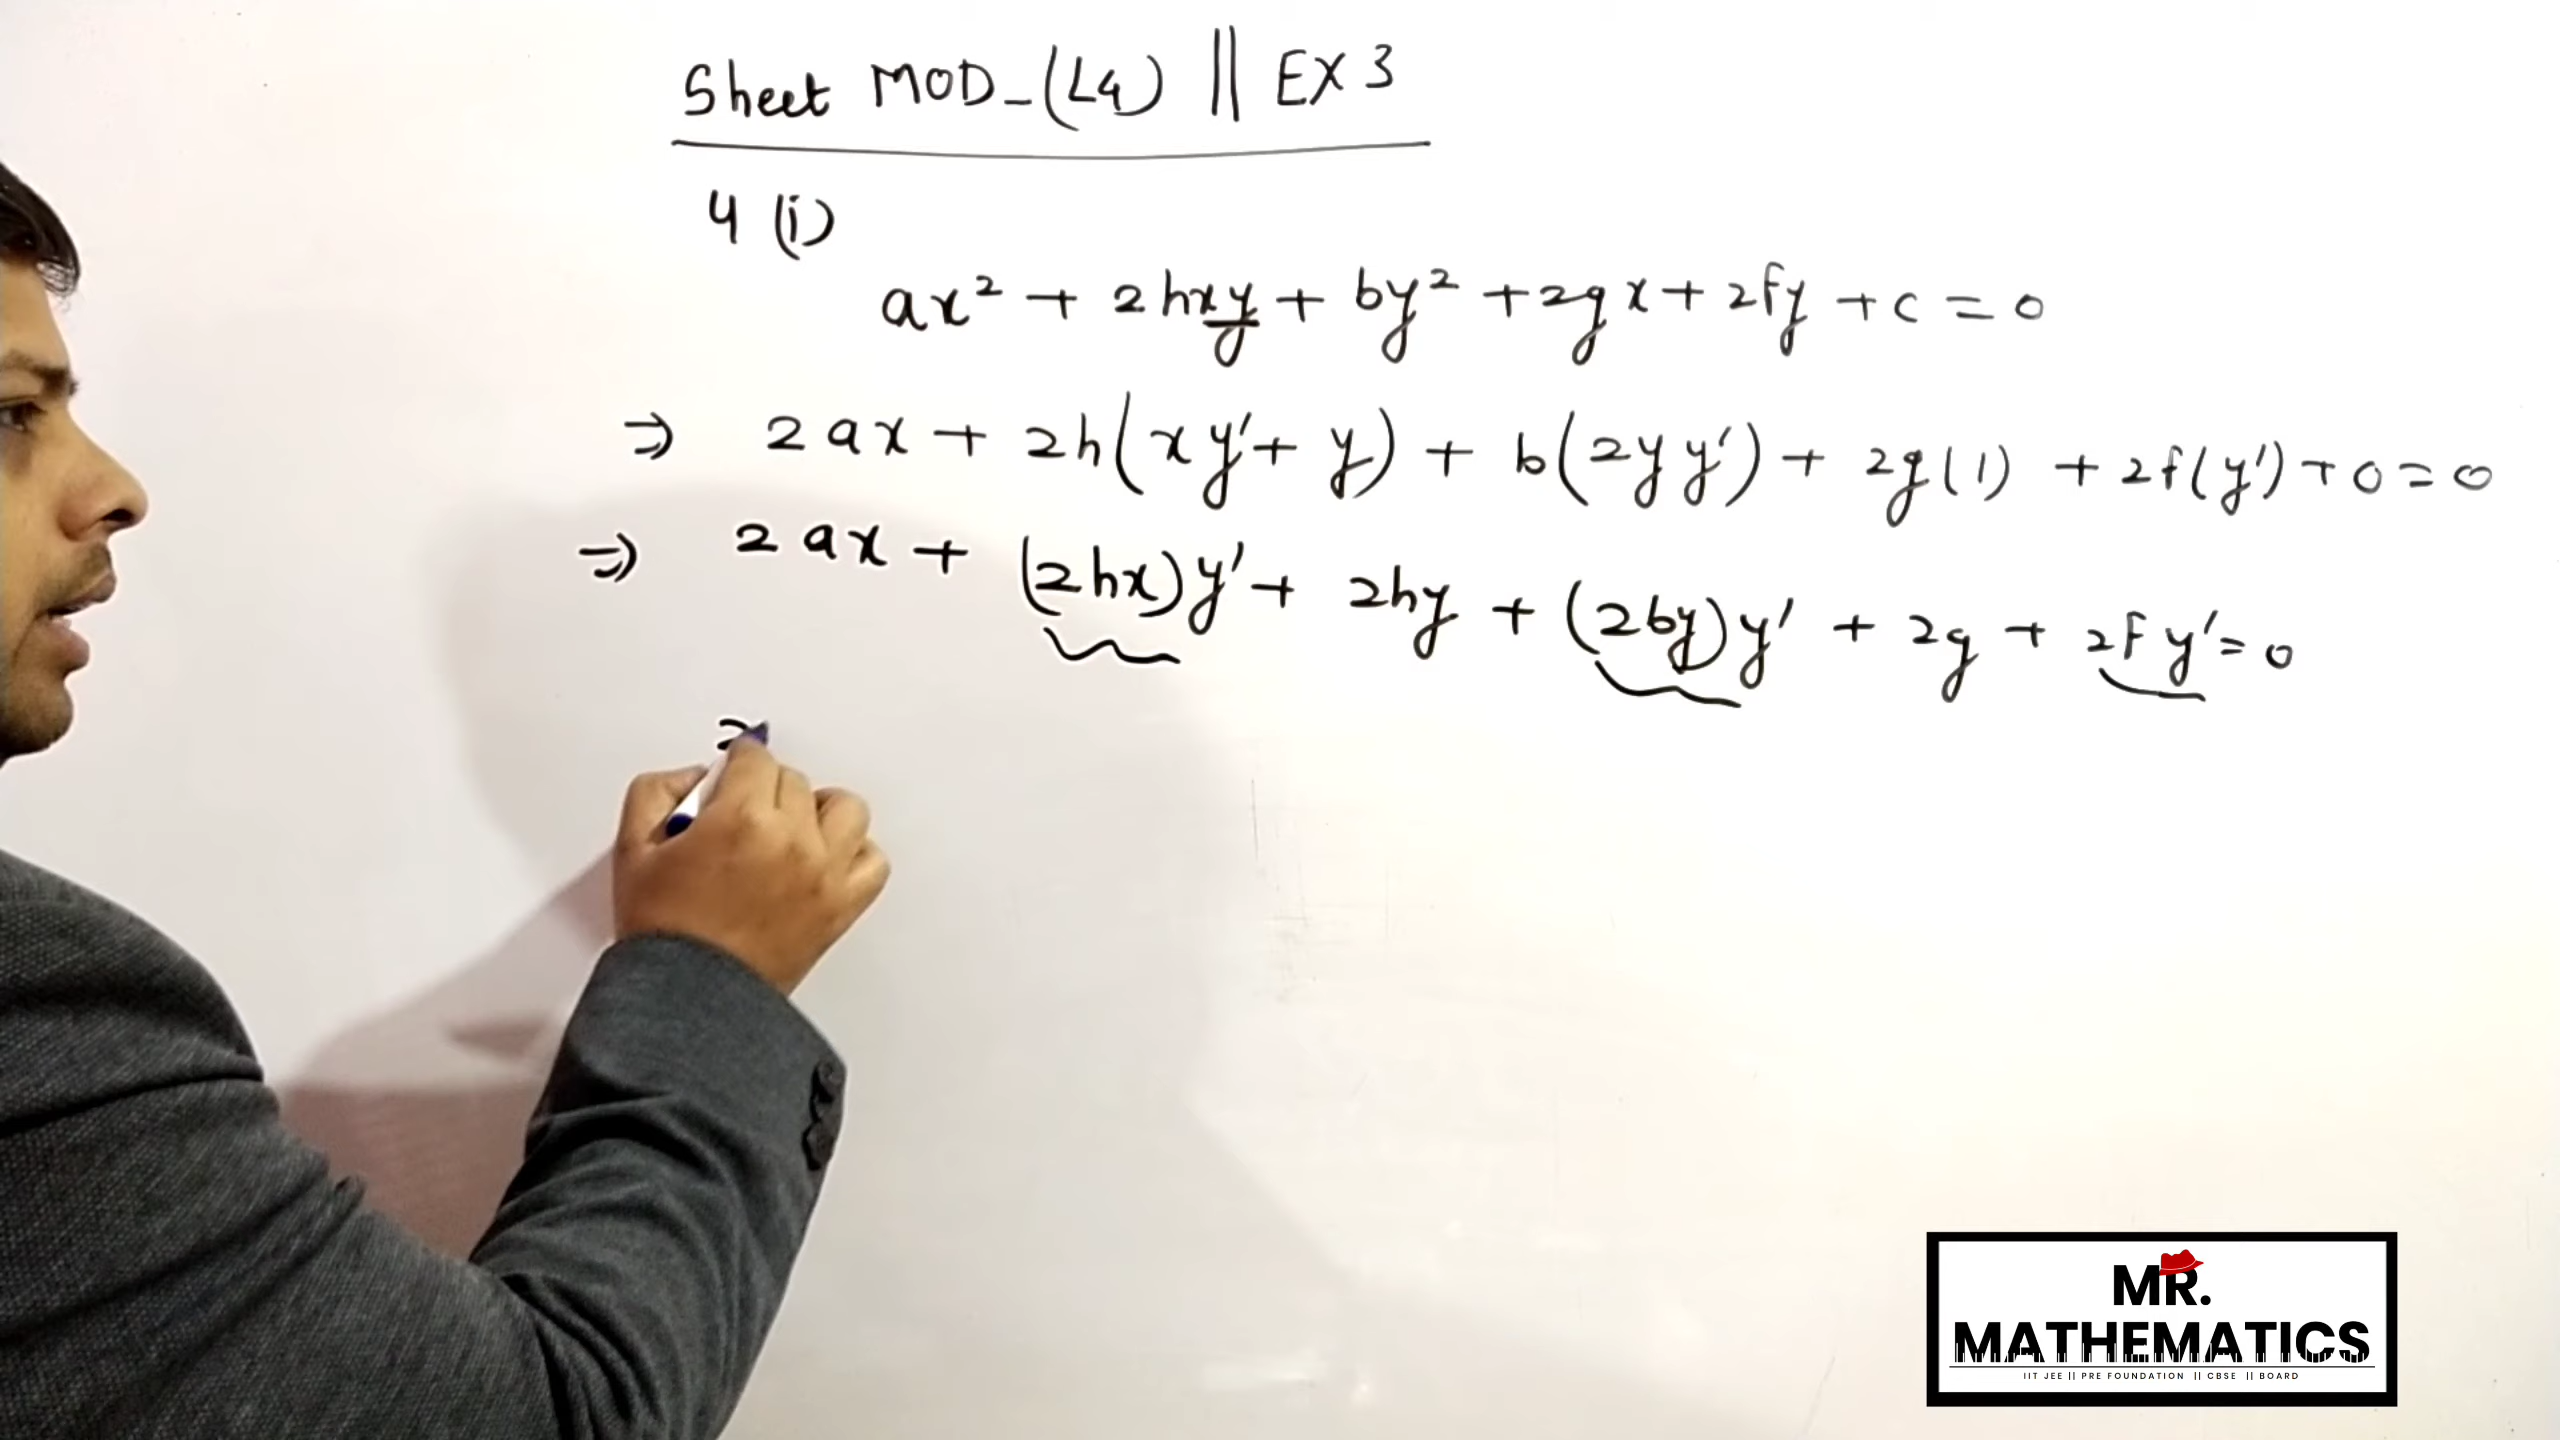 Sheet MOD-(L4) || EX 3
4 (i)
ax² + 2hxy + by² + 2gx + 2fy + c = 0
⇒ 2ax + 2h(xy' + y) + b(2yy') + 2g(1) + 2f(y') + 0 = 0
⇒ 2ax + (2hx)y' + 2hy + (2by)y' + 2g + 2fy' = 0
MR.
MATHEMATICS
IIT JEE || PRE FOUNDATION || CBSE || BOARD